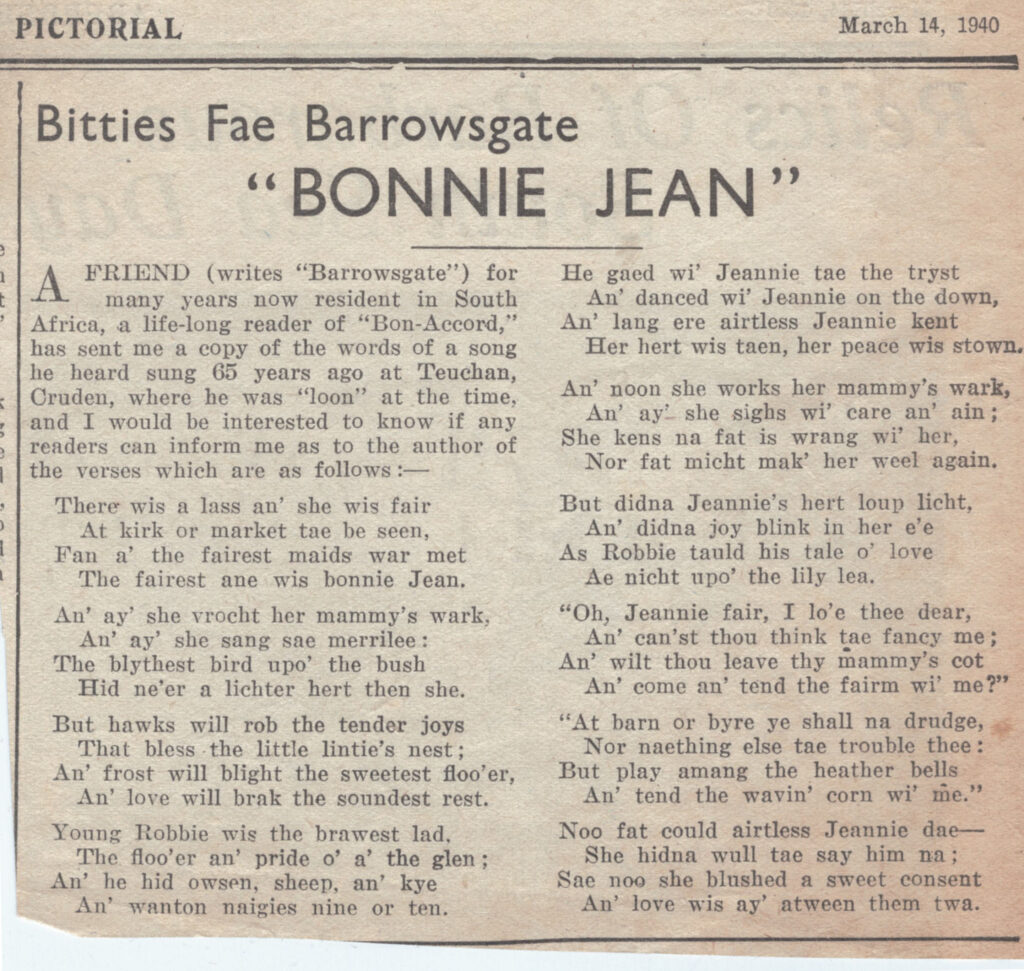 PICTORIAL
March 14, 1940
Bitties Fae Barrowsgate
"BONNIE JEAN"
A FRIEND (writes "Barrowsgate") for
many years now resident in South
Africa, a life-long reader of "Bon-Accord,"
has sent me a copy of the words of a song
he heard sung 65 years ago at Teuchan,
Cruden, where he was "loon" at the time,
and I would be interested to know if any
readers can inform me as to the author of
the verses which are as follows:—
There wis a lass an' she wis fair
At kirk or market tae be seen,
Fan a' the fairest maids war met
The fairest ane wis bonnie Jean.
An' ay' she vrocht her mammy's wark,
An' ay' she sang sae merrilee:
The blythest bird upo' the bush
Hid ne'er a lichter hert then she.
But hawks will rob the tender joys
That bless the little lintie's nest;
An' frost will blight the sweetest floo'er,
An' love will brak the soundest rest.
Young Robbie wis the brawest lad,
The floo'er an' pride o' a' the glen;
An' he hid owsen, sheep, an' kye
An' wanton naigies nine or ten.
He gaed wi' Jeannie tae the tryst
An' danced wi' Jeannie on the down,
An' lang ere airtless Jeannie kent
Her hert wis taen, her peace wis stown.
An' noon she works her mammy's wark,
An' ay' she sighs wi' care an' ain;
She kens na fat is wrang wi' her,
Nor fat micht mak' her weel again.
But didna Jeannie's hert loup licht,
An' didna joy blink in her e'e
As Robbie tauld his tale o' love
Ae nicht upo' the lily lea.
"Oh, Jeannie fair, I lo'e thee dear,
An' can'st thou think tae fancy me;
An' wilt thou leave thy mammy's cot
An' come an' tend the fairm wi' me?"
"At barn or byre ye shall na drudge,
Nor naething else tae trouble thee:
But play amang the heather bells
An' tend the wavin' corn wi' me."
Noo fat could airtless Jeannie dae—
She hidna wull tae say him na;
Sae noo she blushed a sweet consent
An' love wis ay' atween them twa.